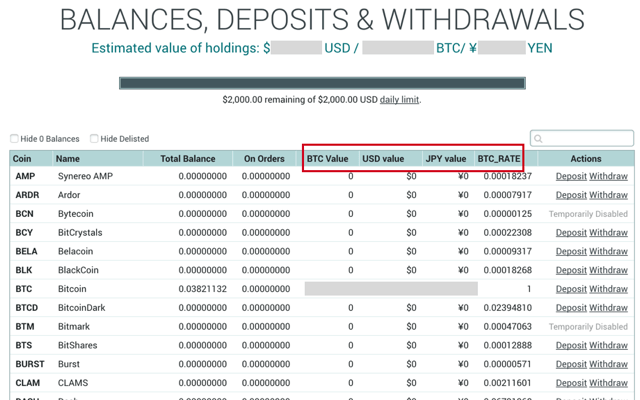 BALANCES, DEPOSITS & WITHDRAWALS
Estimated value of holdings: $ USD / BTC/ ¥ YEN
$2,000.00 remaining of $2,000.00 USD daily limit.
Hide 0 Balances Hide Delisted
Coin Name Total Balance On Orders BTC Value USD value JPY value BTC_RATE Actions
AMP Synereo AMP 0.00000000 0.00000000 0 $0 ¥0 0.00018237 Deposit Withdraw
ARDR Ardor 0.00000000 0.00000000 0 $0 ¥0 0.00007917 Deposit Withdraw
BCN Bytecoin 0.00000000 0.00000000 0 $0 ¥0 0.00000125 Temporarily Disabled
BCY BitCrystals 0.00000000 0.00000000 0 $0 ¥0 0.00022308 Deposit Withdraw
BELA Belacoin 0.00000000 0.00000000 0 $0 ¥0 0.00009317 Deposit Withdraw
BLK BlackCoin 0.00000000 0.00000000 0 $0 ¥0 0.00018268 Deposit Withdraw
BTC Bitcoin 0.03821132 0.00000000 1 Deposit Withdraw
BTCD BitcoinDark 0.00000000 0.00000000 0 $0 ¥0 0.02394810 Deposit Withdraw
BTM Bitmark 0.00000000 0.00000000 0 $0 ¥0 0.00047063 Temporarily Disabled
BTS BitShares 0.00000000 0.00000000 0 $0 ¥0 0.00012888 Deposit Withdraw
BURST Burst 0.00000000 0.00000000 0 $0 ¥0 0.00000571 Deposit Withdraw
CLAM CLAMS 0.00000000 0.00000000 0 $0 ¥0 0.00211601 Deposit Withdraw